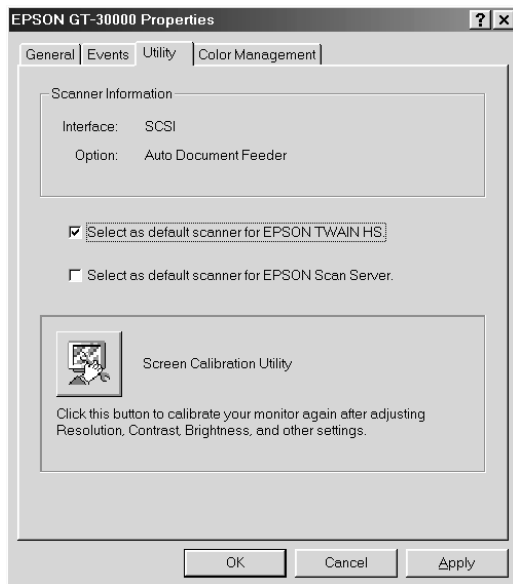 EPSON GT-30000 Properties
General Events Utility Color Management
Scanner Information
Interface: SCSI
Option: Auto Document Feeder
Select as default scanner for EPSON TWAIN HS.
Select as default scanner for EPSON Scan Server.
Screen Calibration Utility
Click this button to calibrate your monitor again after adjusting
Resolution, Contrast, Brightness, and other settings.
OK Cancel Apply